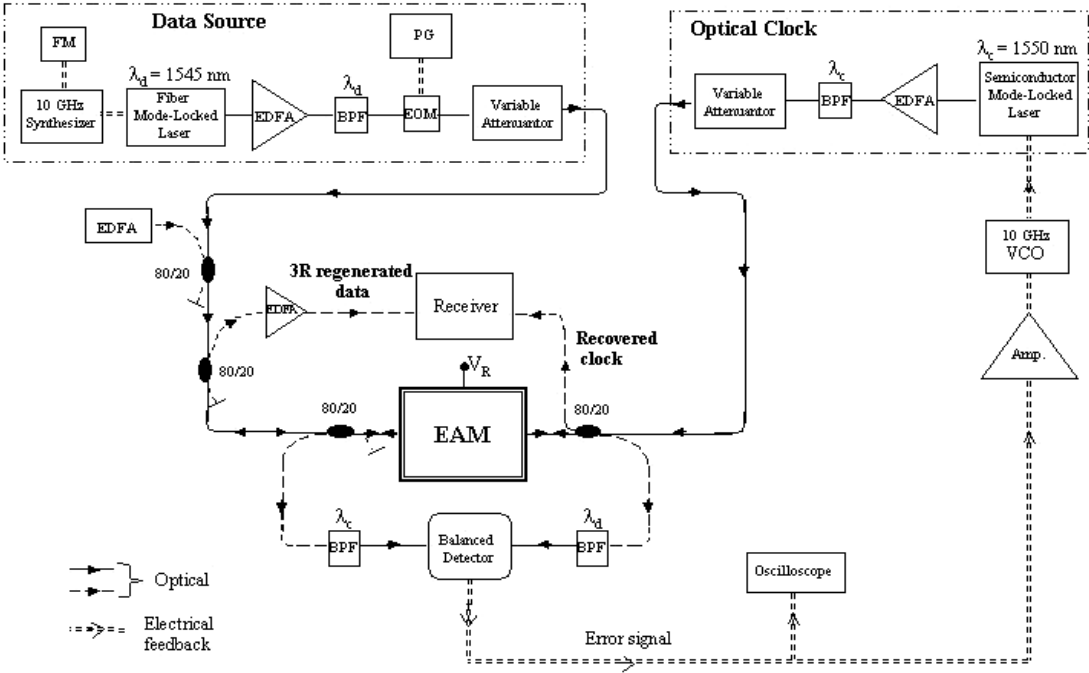 Data Source
FM
λd = 1545 nm
10 GHz
Synthesizer
Fiber
Mode-Locked
Laser
EDFA
λd
BPF
PG
EOM
Variable
Attenuantor
Optical Clock
λc = 1550 nm
Variable
Attenuantor
λc
BPF
EDFA
Semiconductor
Mode-Locked
Laser
EDFA
80/20
3R regenerated
data
EDFA
Receiver
80/20
Recovered
clock
10 GHz
VCO
Amp.
VR
80/20
EAM
80/20
λc
BPF
Balanced
Detector
λd
BPF
Oscilloscope
Optical
Electrical
feedback
Error signal